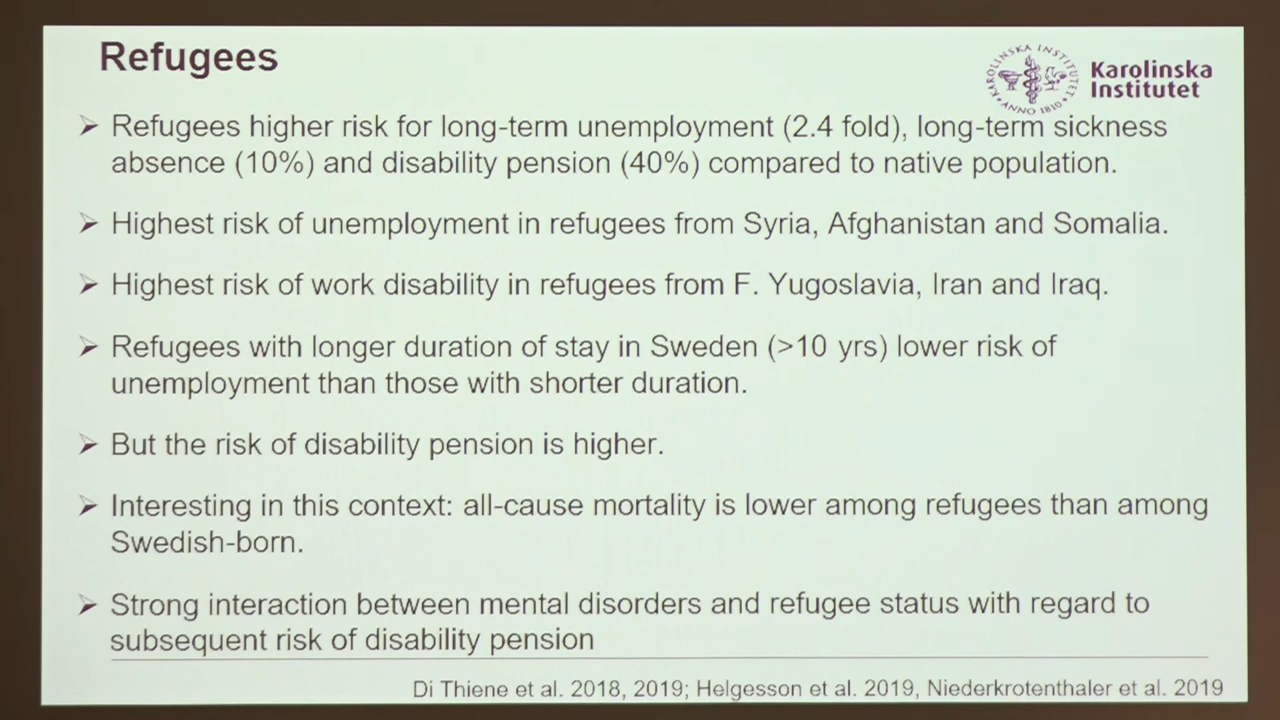 Refugees
KAROLINSKA INSTITUTET
ANNO 1810
Karolinska
Institutet
➢ Refugees higher risk for long-term unemployment (2.4 fold), long-term sickness
absence (10%) and disability pension (40%) compared to native population.
➢ Highest risk of unemployment in refugees from Syria, Afghanistan and Somalia.
➢ Highest risk of work disability in refugees from F. Yugoslavia, Iran and Iraq.
➢ Refugees with longer duration of stay in Sweden (>10 yrs) lower risk of
unemployment than those with shorter duration.
➢ But the risk of disability pension is higher.
➢ Interesting in this context: all-cause mortality is lower among refugees than among
Swedish-born.
➢ Strong interaction between mental disorders and refugee status with regard to
subsequent risk of disability pension
Di Thiene et al. 2018, 2019; Helgesson et al. 2019, Niederkrotenthaler et al. 2019